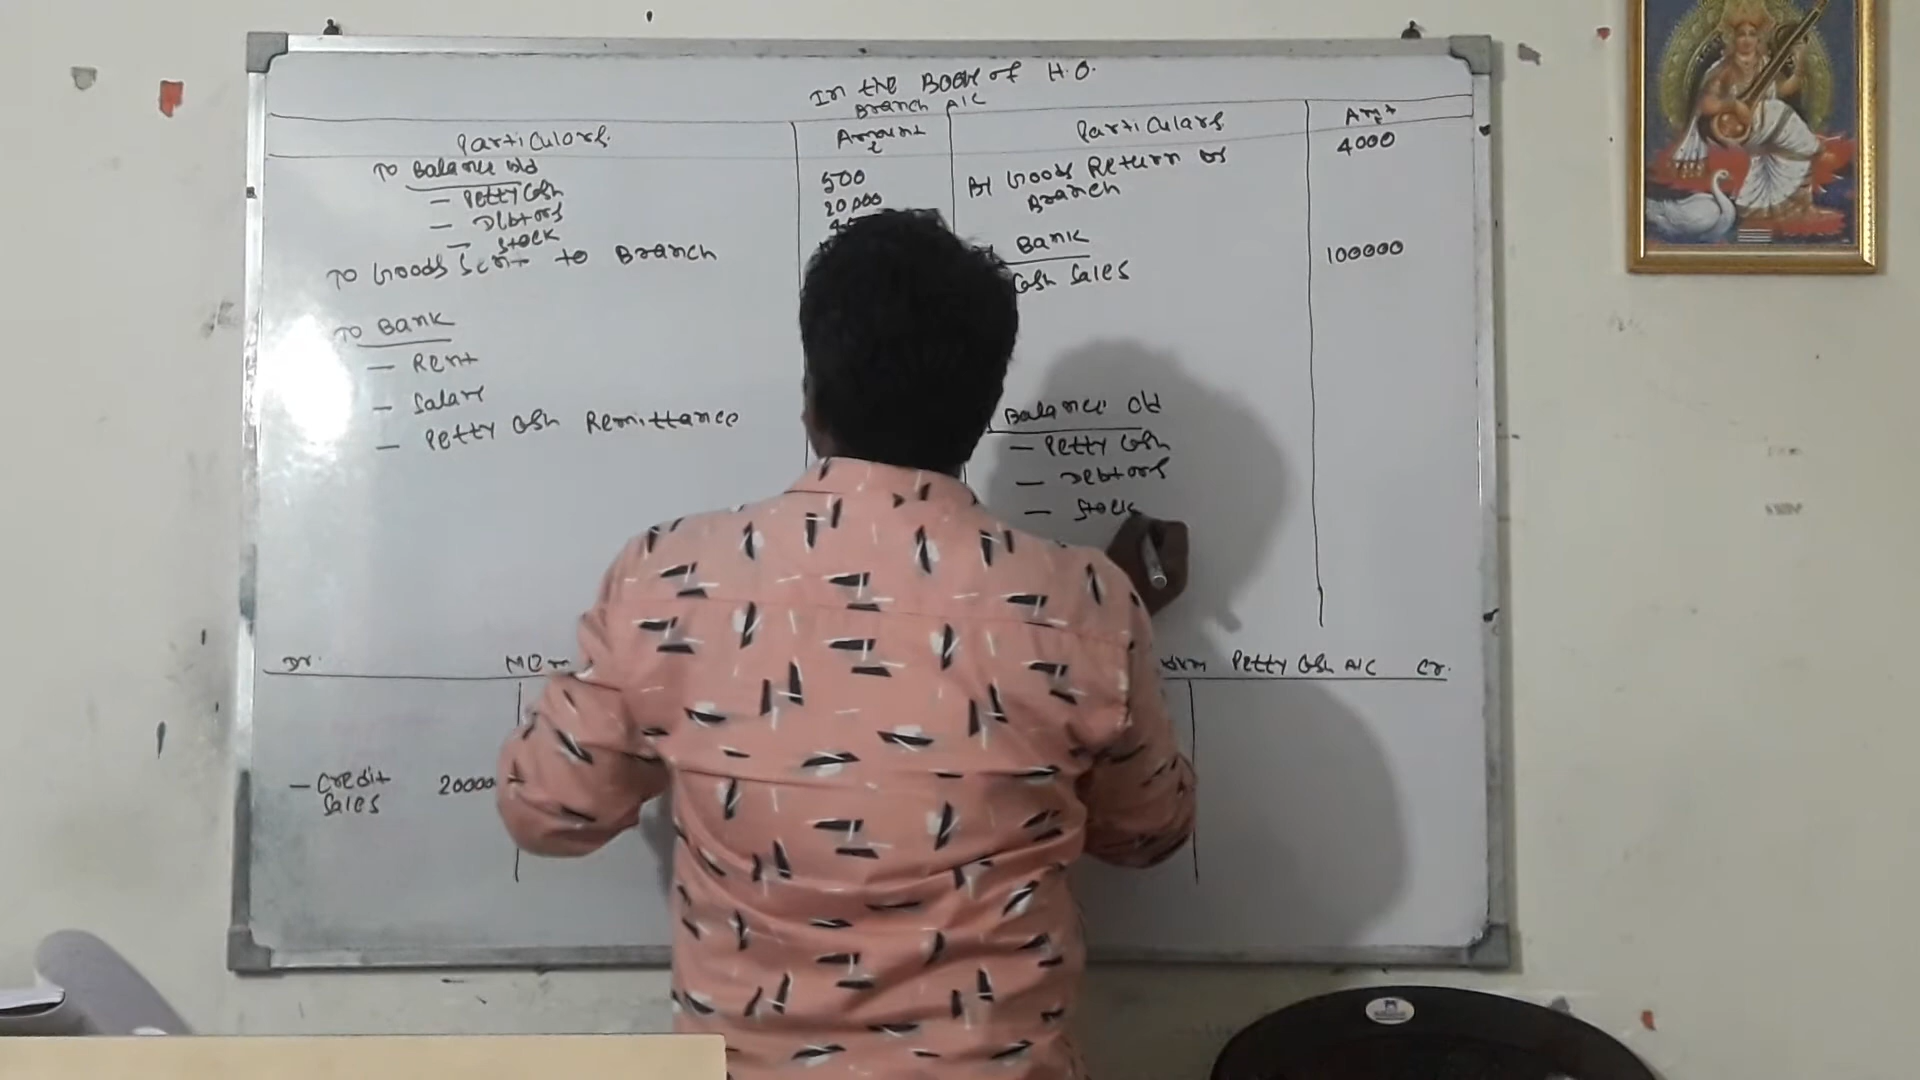 In the Book of H.O.
Branch A/C
Particulars.
Amount
Particulars
Amt
To Balance b/d
— Petty Cash
500
— Debtors
20,000
— Stock
To Goods Sent to Branch
To Bank
— Rent
— Salary
— Petty Cash Remittance
By Goods Return by
Branch
4000
Bank
Cash Sales
100000
Balance c/d
— Petty Cash
— Debtors
— Stock
Dr.
Petty Cash A/C Cr.
— Credit
Sales
20000